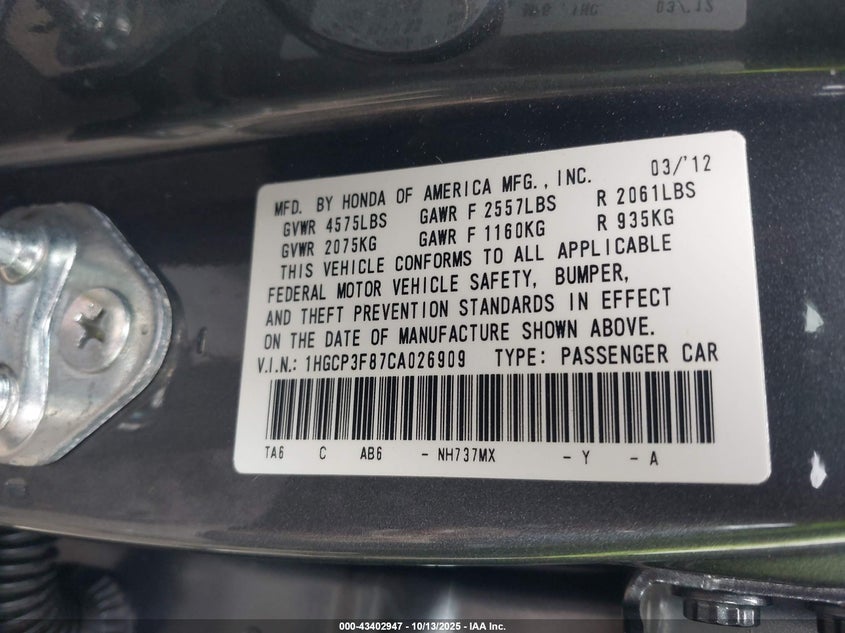 MFD. BY HONDA OF AMERICA MFG., INC. 03/'12
GVWR 4575LBS GAWR F 2557LBS R 2061LBS
GVWR 2075KG GAWR F 1160KG R 935KG
THIS VEHICLE CONFORMS TO ALL APPLICABLE
FEDERAL MOTOR VEHICLE SAFETY, BUMPER,
AND THEFT PREVENTION STANDARDS IN EFFECT
ON THE DATE OF MANUFACTURE SHOWN ABOVE.
V.I.N.: 1HGCP3F87CA026909 TYPE: PASSENGER CAR
TA6 C AB6 - NH737MX - Y - A
000-43402947 - 10/13/2025 - IAA Inc.